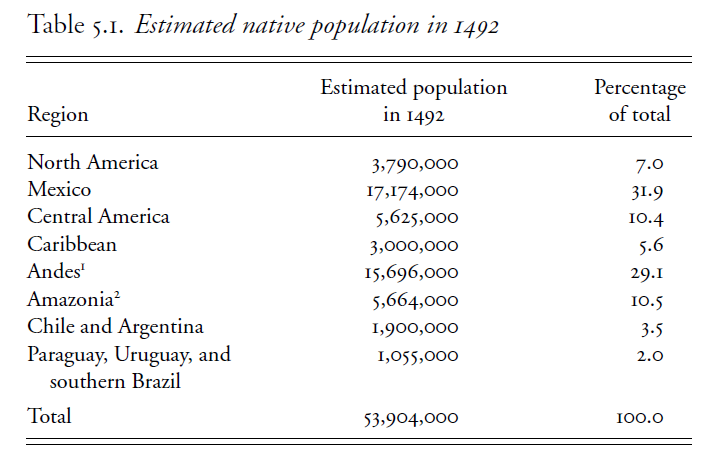 Table 5.1. Estimated native population in 1492
Estimated population Percentage
Region in 1492 of total
North America 3,790,000 7.0
Mexico 17,174,000 31.9
Central America 5,625,000 10.4
Caribbean 3,000,000 5.6
Andes¹ 15,696,000 29.1
Amazonia² 5,664,000 10.5
Chile and Argentina 1,900,000 3.5
Paraguay, Uruguay, and 1,055,000 2.0
southern Brazil
Total 53,904,000 100.0